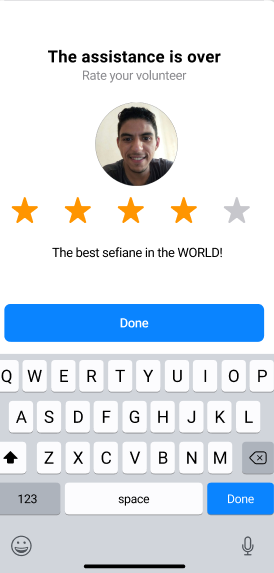 The assistance is over
Rate your volunteer
The best sefiane in the WORLD!
Done
Q W E R T Y U I O P
A S D F G H J K L
Z X C V B N M
123 space Done